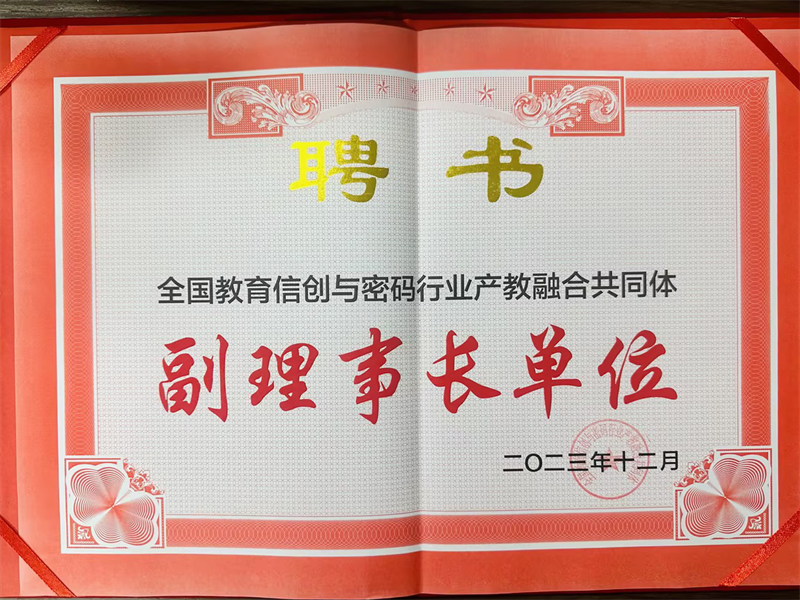 聘书
全国教育信创与密码行业产教融合共同体
副理事长单位
二〇二三年十二月